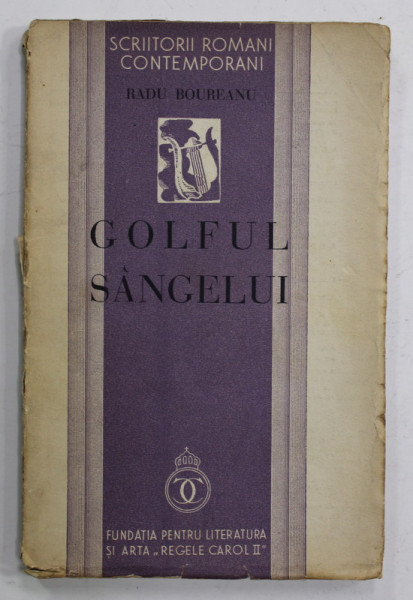 SCRIITORII ROMANI
CONTEMPORANI
RADU BOUREANU
GOLFUL
SÂNGELUI
FUNDAȚIA PENTRU LITERATURA
ȘI ARTA „REGELE CAROL II"